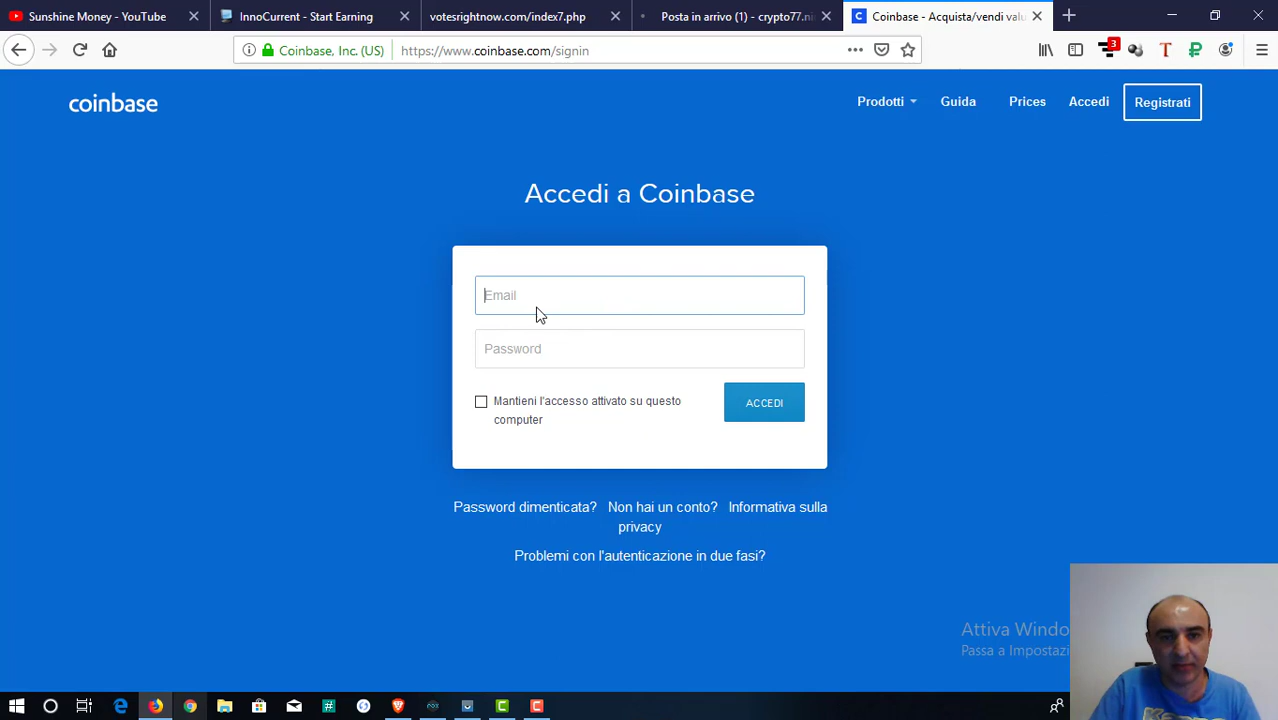 Sunshine Money - YouTube
InnoCurrent - Start Earning
votesrightnow.com/index7.php
Posta in arrivo (1) - crypto77.ni
Coinbase - Acquista/vendi valu
Coinbase, Inc. (US)
https://www.coinbase.com/signin
3
coinbase
Prodotti
Guida
Prices
Accedi
Registrati
Accedi a Coinbase
Email
Password
Mantieni l'accesso attivato su questo
computer
ACCEDI
Password dimenticata? Non hai un conto? Informativa sulla
privacy
Problemi con l'autenticazione in due fasi?
Attiva Windo
Passa a Impostazi